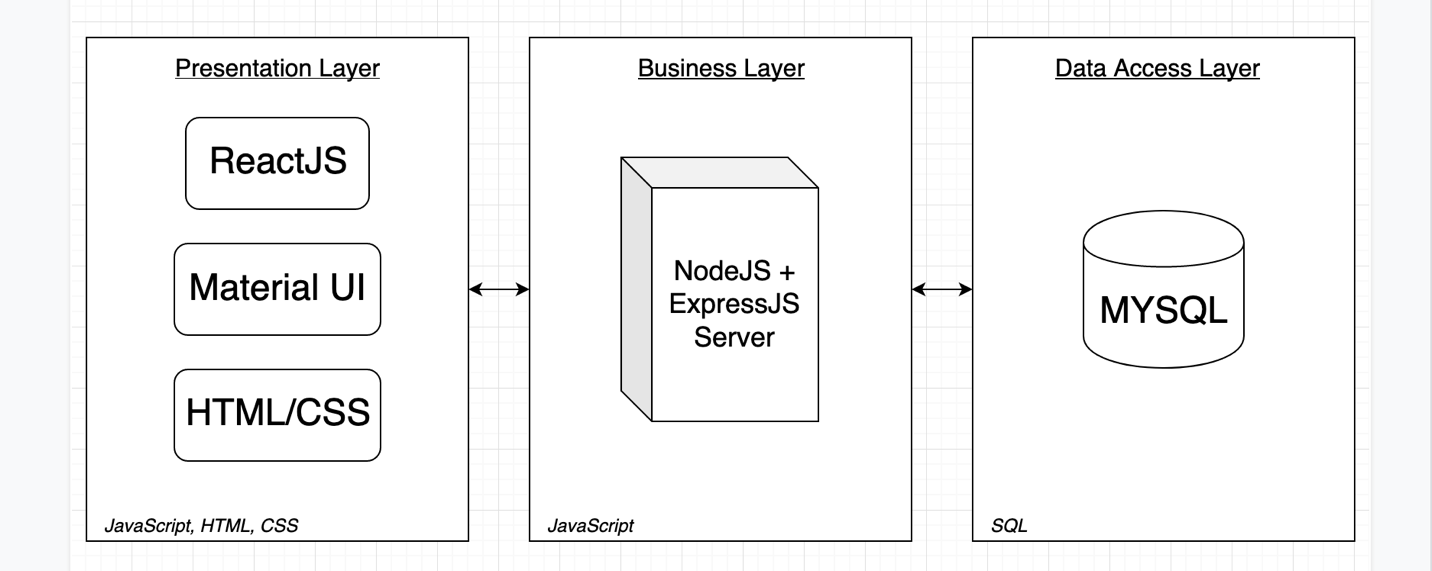 Presentation Layer
ReactJS
Material UI
HTML/CSS
JavaScript, HTML, CSS
Business Layer
NodeJS +
ExpressJS
Server
JavaScript
Data Access Layer
MYSQL
SQL